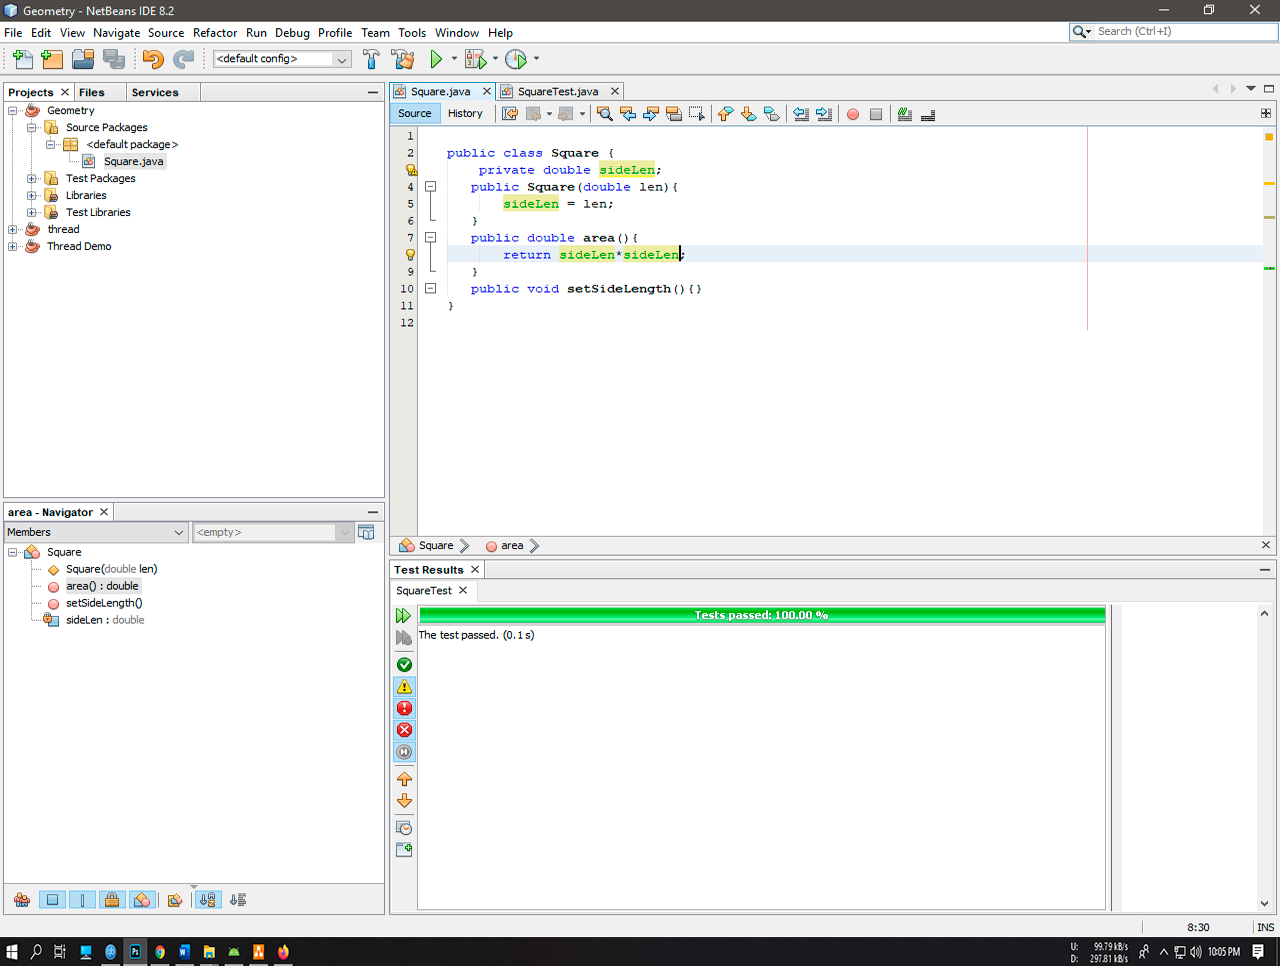 Geometry - NetBeans IDE 8.2
File Edit View Navigate Source Refactor Run Debug Profile Team Tools Window Help
Search (Ctrl+I)
<default config>
Projects Files Services
Geometry
Source Packages
<default package>
Square.java
Test Packages
Libraries
Test Libraries
thread
Thread Demo
Square.java SquareTest.java
Source History
1
2 public class Square {
private double sideLen;
4 public Square(double len){
5 sideLen = len;
6 }
7 public double area(){
return sideLen*sideLen;
9 }
10 public void setSideLength(){}
11 }
12
Square area
area - Navigator
Members <empty>
Square
Square(double len)
area() : double
setSideLength()
sideLen : double
Test Results
SquareTest
Tests passed: 100.00 %
The test passed. (0.1 s)
8:30 INS
U: 99.79 kB/s
D: 297.81 kB/s
10:05 PM